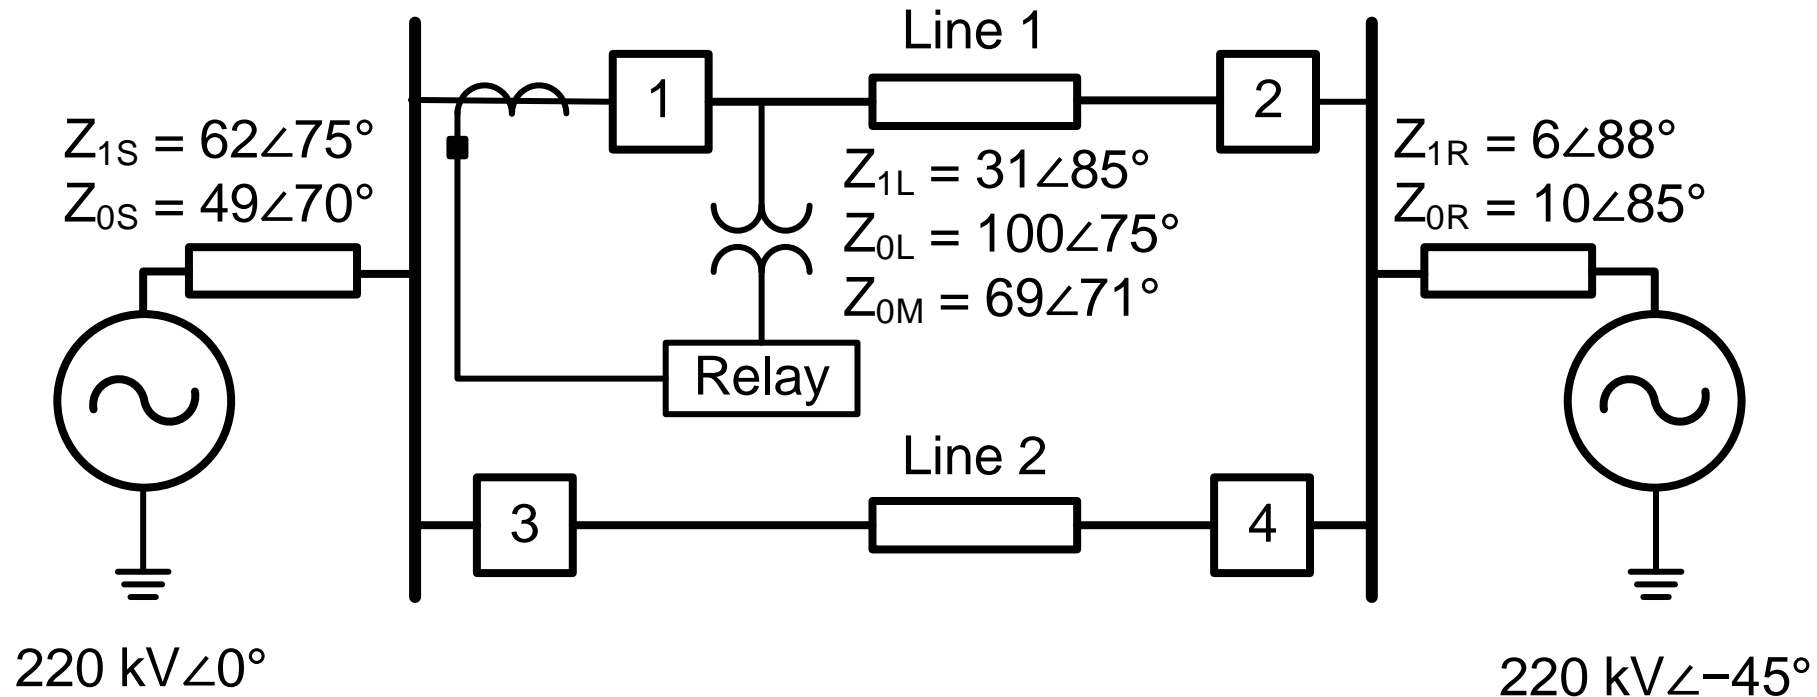 Line 1
1
2
Z1S = 62∠75°
Z0S = 49∠70°
Z1L = 31∠85°
Z0L = 100∠75°
Z0M = 69∠71°
Z1R = 6∠88°
Z0R = 10∠85°
Relay
Line 2
3
4
220 kV∠0°
220 kV∠−45°